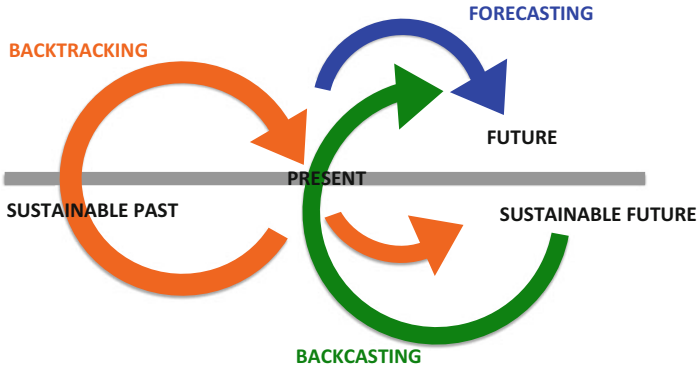 FORECASTING
BACKTRACKING
FUTURE
PRESENT
SUSTAINABLE PAST
SUSTAINABLE FUTURE
BACKCASTING